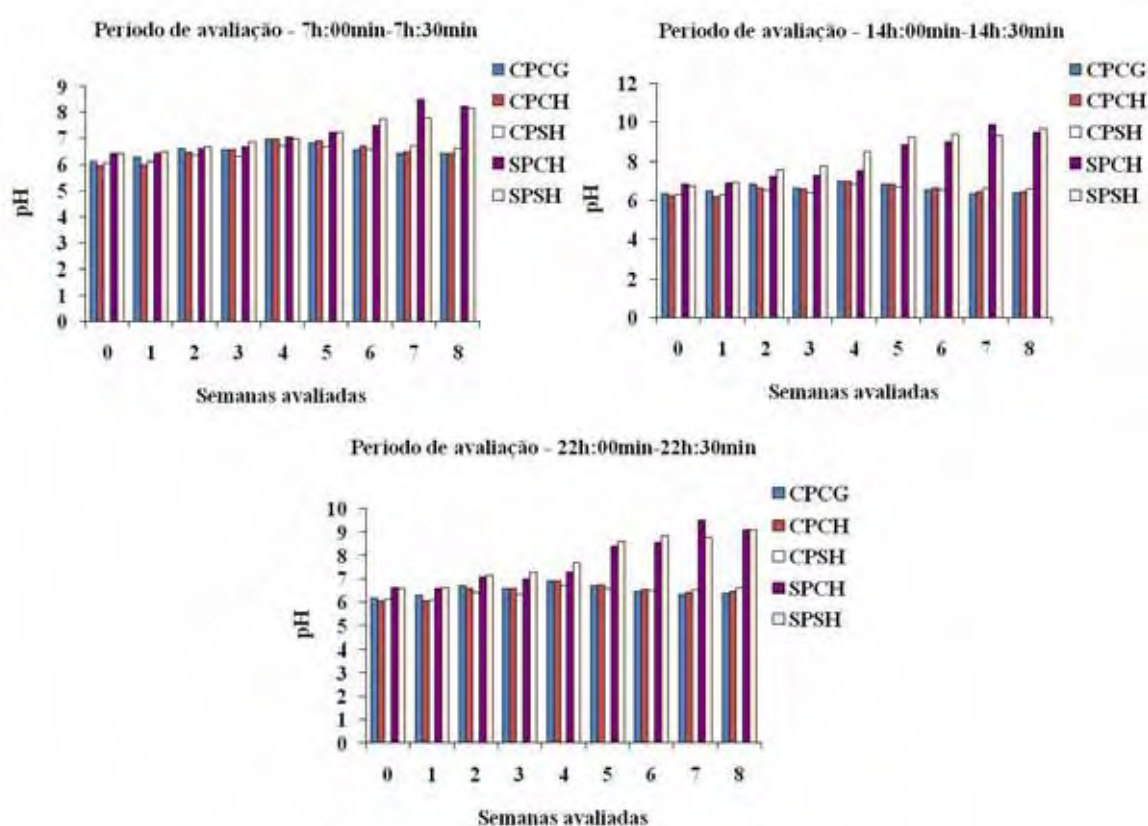 Período de avaliação - 7h:00min-7h:30min
9
8
7
6
5
4
3
2
1
0
pH
0 1 2 3 4 5 6 7 8
Semanas avaliadas
CPCG
CPCH
CPSH
SPCH
SPSH
Período de avaliação - 14h:00min-14h:30min
12
10
8
6
4
2
0
pH
0 1 2 3 4 5 6 7 8
Semanas avaliadas
CPCG
CPCH
CPSH
SPCH
SPSH
Período de avaliação - 22h:00min-22h:30min
10
9
8
7
6
5
4
3
2
1
0
pH
0 1 2 3 4 5 6 7 8
Semanas avaliadas
CPCG
CPCH
CPSH
SPCH
SPSH